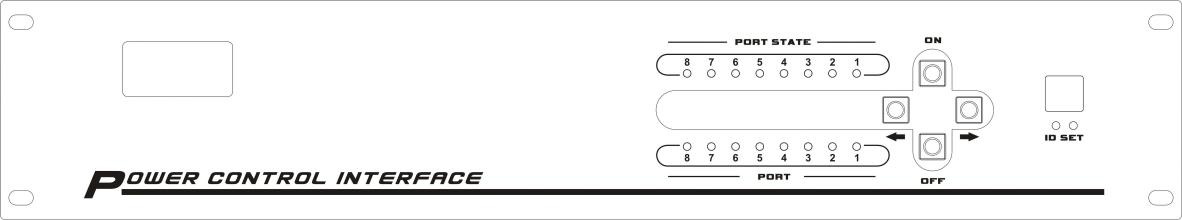 PORT STATE
8 7 6 5 4 3 2 1
ON
ID SET
8 7 6 5 4 3 2 1
PORT
OFF
POWER CONTROL INTERFACE